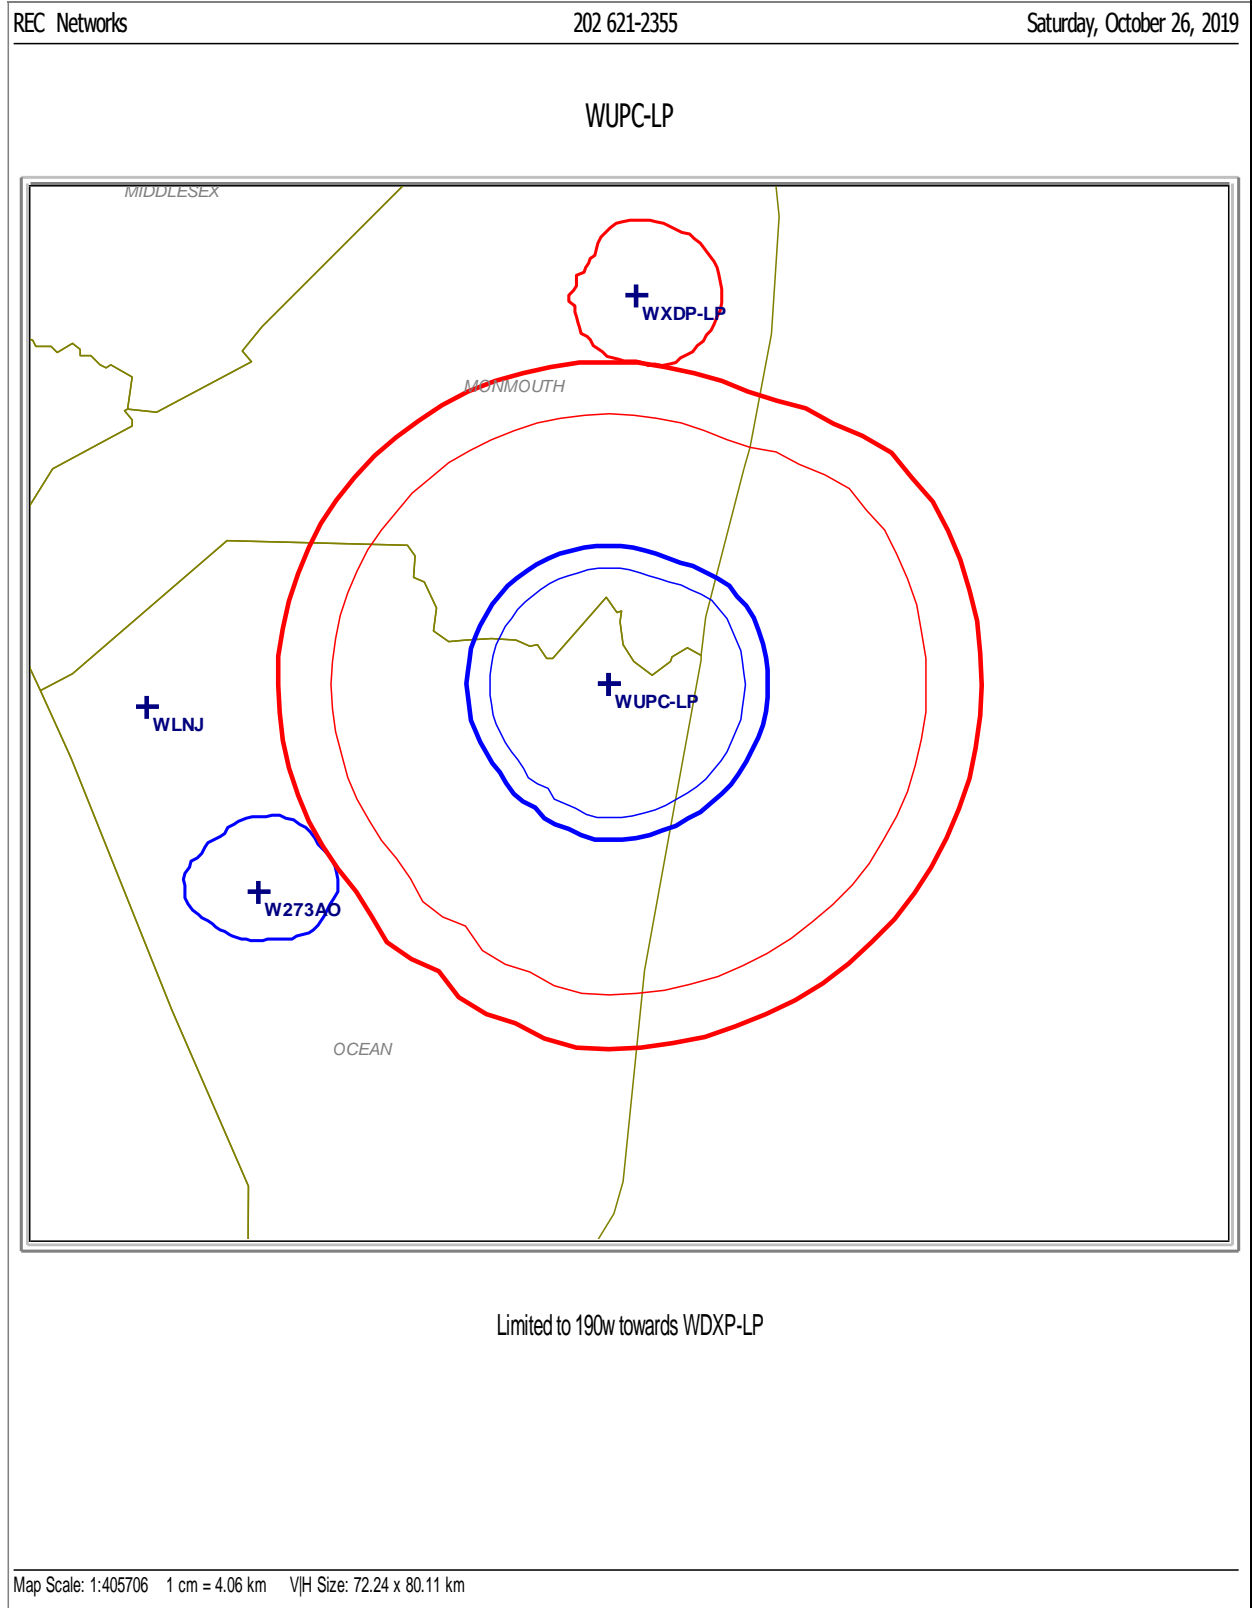 REC Networks 202 621-2355 Saturday, October 26, 2019
WUPC-LP
MIDDLESEX
WXDP-LP
MONMOUTH
WUPC-LP
WLNJ
W273AO
OCEAN
Limited to 190w towards WDXP-LP
Map Scale: 1:405706 1 cm = 4.06 km V|H Size: 72.24 x 80.11 km